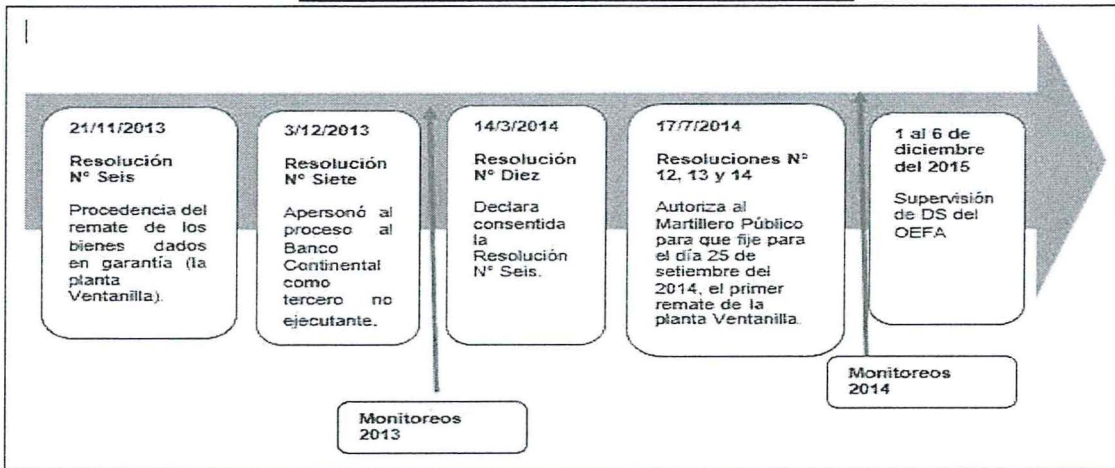 21/11/2013
Resolución
N° Seis
Procedencia del
remate de los
bienes dados
en garantía (la
planta
Ventanilla).
3/12/2013
Resolución
N° Siete
Apersonó al
proceso al
Banco
Continental
como
tercero no
ejecutante.
14/3/2014
Resolución
N° Diez
Declara
consentida
la
Resolución
N° Seis.
17/7/2014
Resoluciones N°
12, 13 y 14
Autoriza al
Martillero Público
para que fije para
el día 25 de
setiembre del
2014, el primer
remate de la
planta Ventanilla.
1 al 6 de
diciembre
del 2015
Supervisión
de DS del
OEFA
Monitoreos
2013
Monitoreos
2014